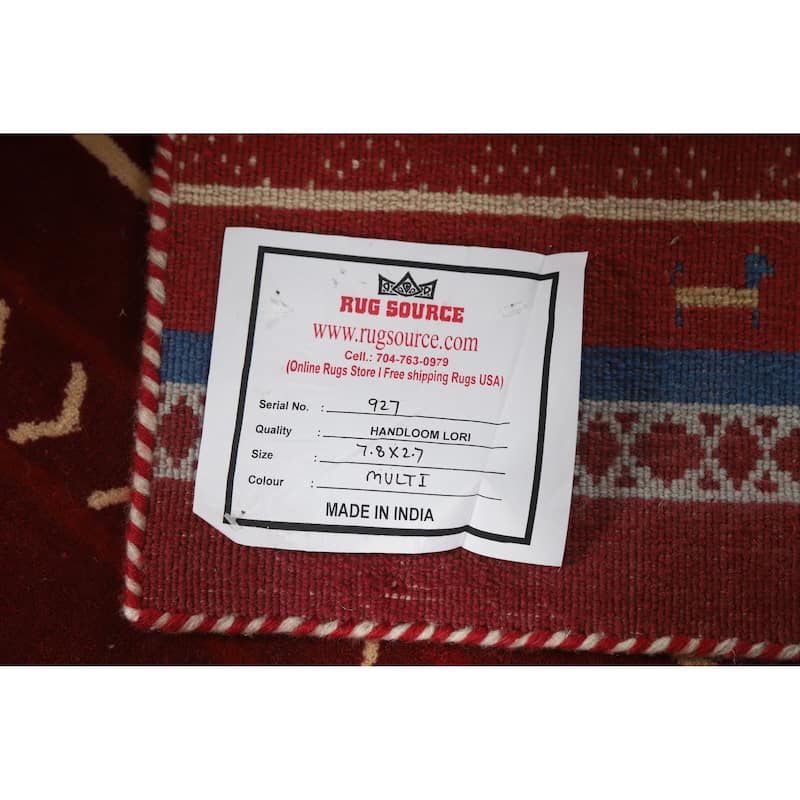 RUG SOURCE
www.rugsource.com
Cell.: 704-763-0979
(Online Rugs Store I Free shipping Rugs USA)
Serial No. : 927
Quality : HANDLOOM LORI
Size : 7.8X2.7
Colour : MULTI
MADE IN INDIA